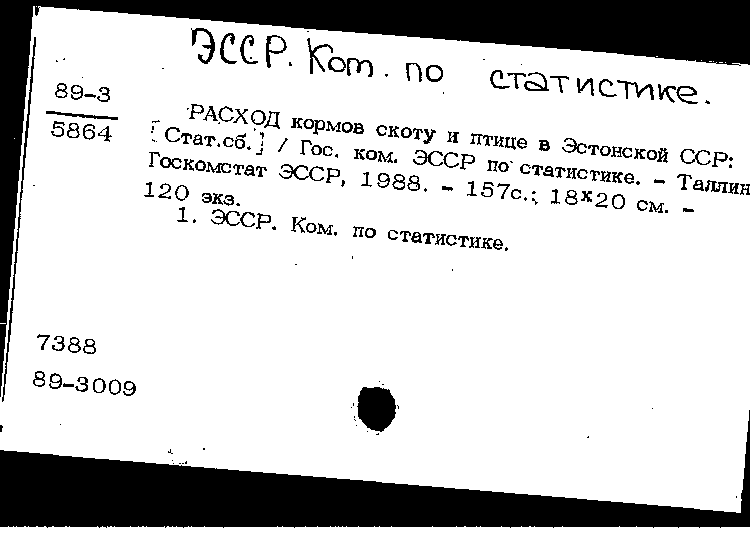 ЭССР. Ком. по статистике.
89-3
5864
РАСХОД кормов скоту и птице в Эстонской ССР:
[Стат.сб.] / Гос. ком. ЭССР по статистике. - Таллин
Госкомстат ЭССР, 1988. - 157с.; 18x20 см. -
120 экз.
1. ЭССР. Ком. по статистике.
7388
89-3009